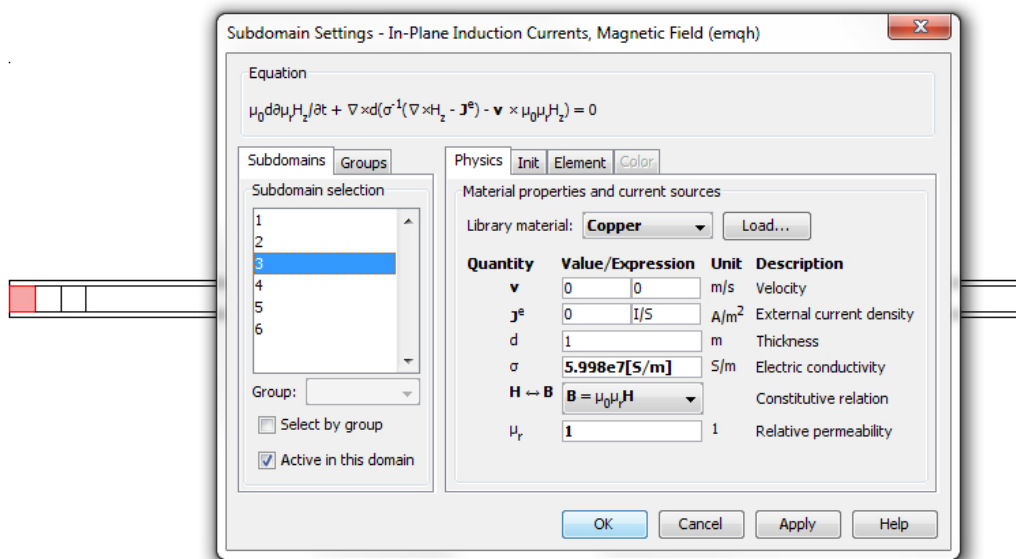 Subdomain Settings - In-Plane Induction Currents, Magnetic Field (emqh)
Equation
μ₀d∂μᵣH_z/∂t + ∇×d(σ⁻¹(∇×H_z - Jᵉ) - v × μ₀μᵣH_z) = 0
Subdomains Groups
Subdomain selection
1
2
3
4
5
6
Group:
Select by group
Active in this domain
Physics Init Element Color
Material properties and current sources
Library material: Copper Load...
Quantity Value/Expression Unit Description
v 0 0 m/s Velocity
Jᵉ 0 I/S A/m² External current density
d 1 m Thickness
σ 5.998e7[S/m] S/m Electric conductivity
H ↔ B B = μ₀μᵣH Constitutive relation
μᵣ 1 1 Relative permeability
OK Cancel Apply Help